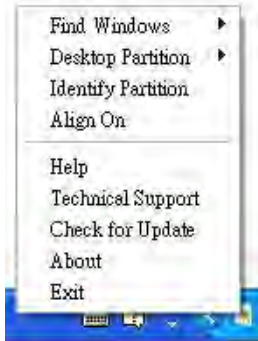 Find Windows
Desktop Partition
Identify Partition
Align On
Help
Technical Support
Check for Update
About
Exit